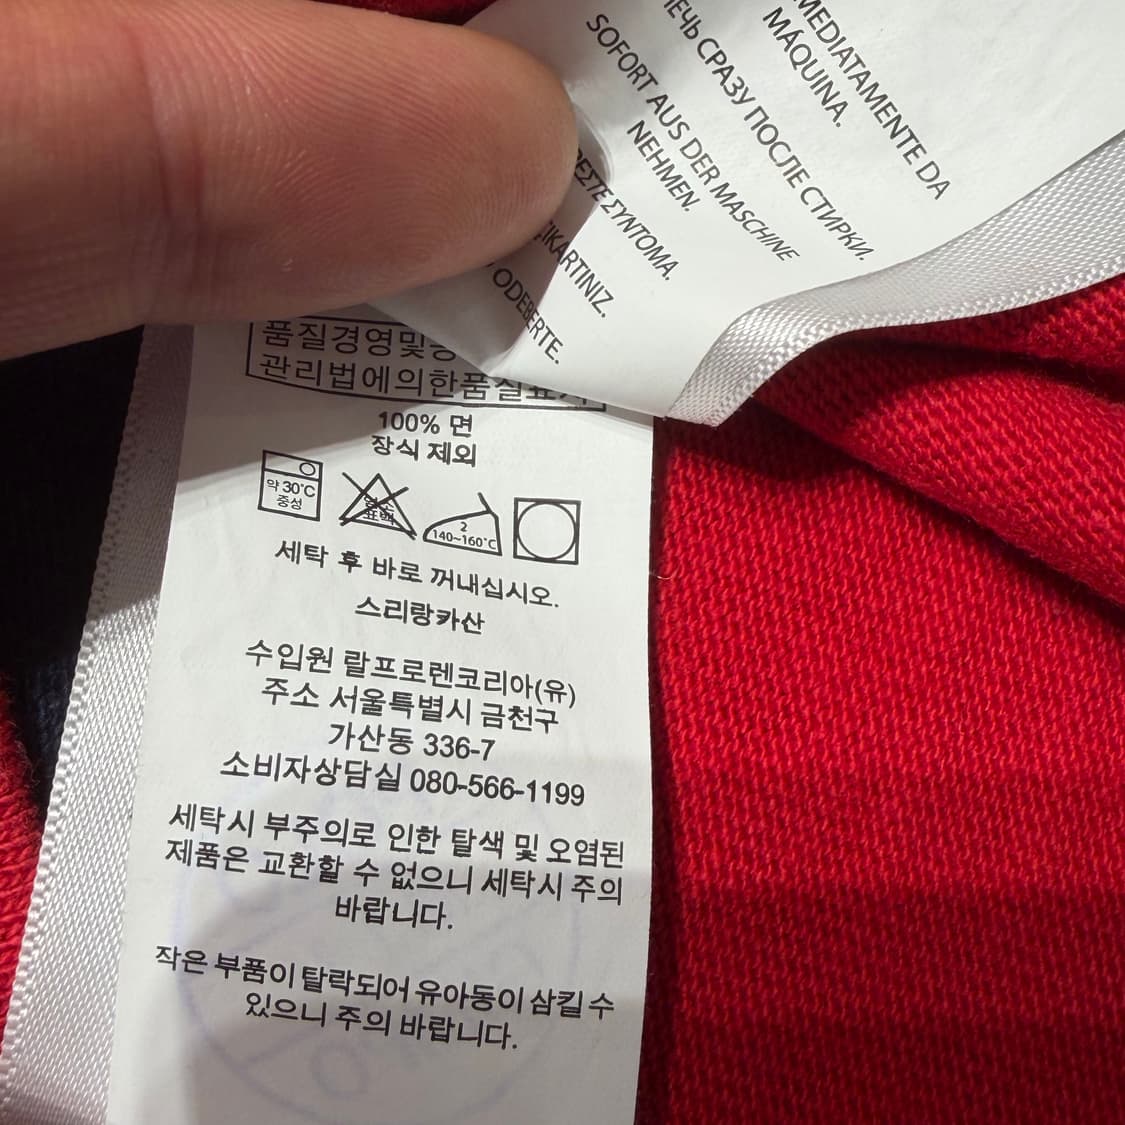 MEDIATAMENTE DA
MÁQUINA.
СРАЗУ ПОСЛЕ СТИРКИ.
SOFORT AUS DER MASCHINE
NEHMEN.
ΣΥΝΤΟΜΑ.
ÇIKARTINIZ.
ODEBERTE.
품질경영및
관리법에의한품질표시
100% 면
장식 제외
약 30°C
중성
염소
표백
2
140~160°C
세탁 후 바로 꺼내십시오.
스리랑카산
수입원 랄프로렌코리아(유)
주소 서울특별시 금천구
가산동 336-7
소비자상담실 080-566-1199
세탁시 부주의로 인한 탈색 및 오염된
제품은 교환할 수 없으니 세탁시 주의
바랍니다.
작은 부품이 탈락되어 유아동이 삼킬 수
있으니 주의 바랍니다.